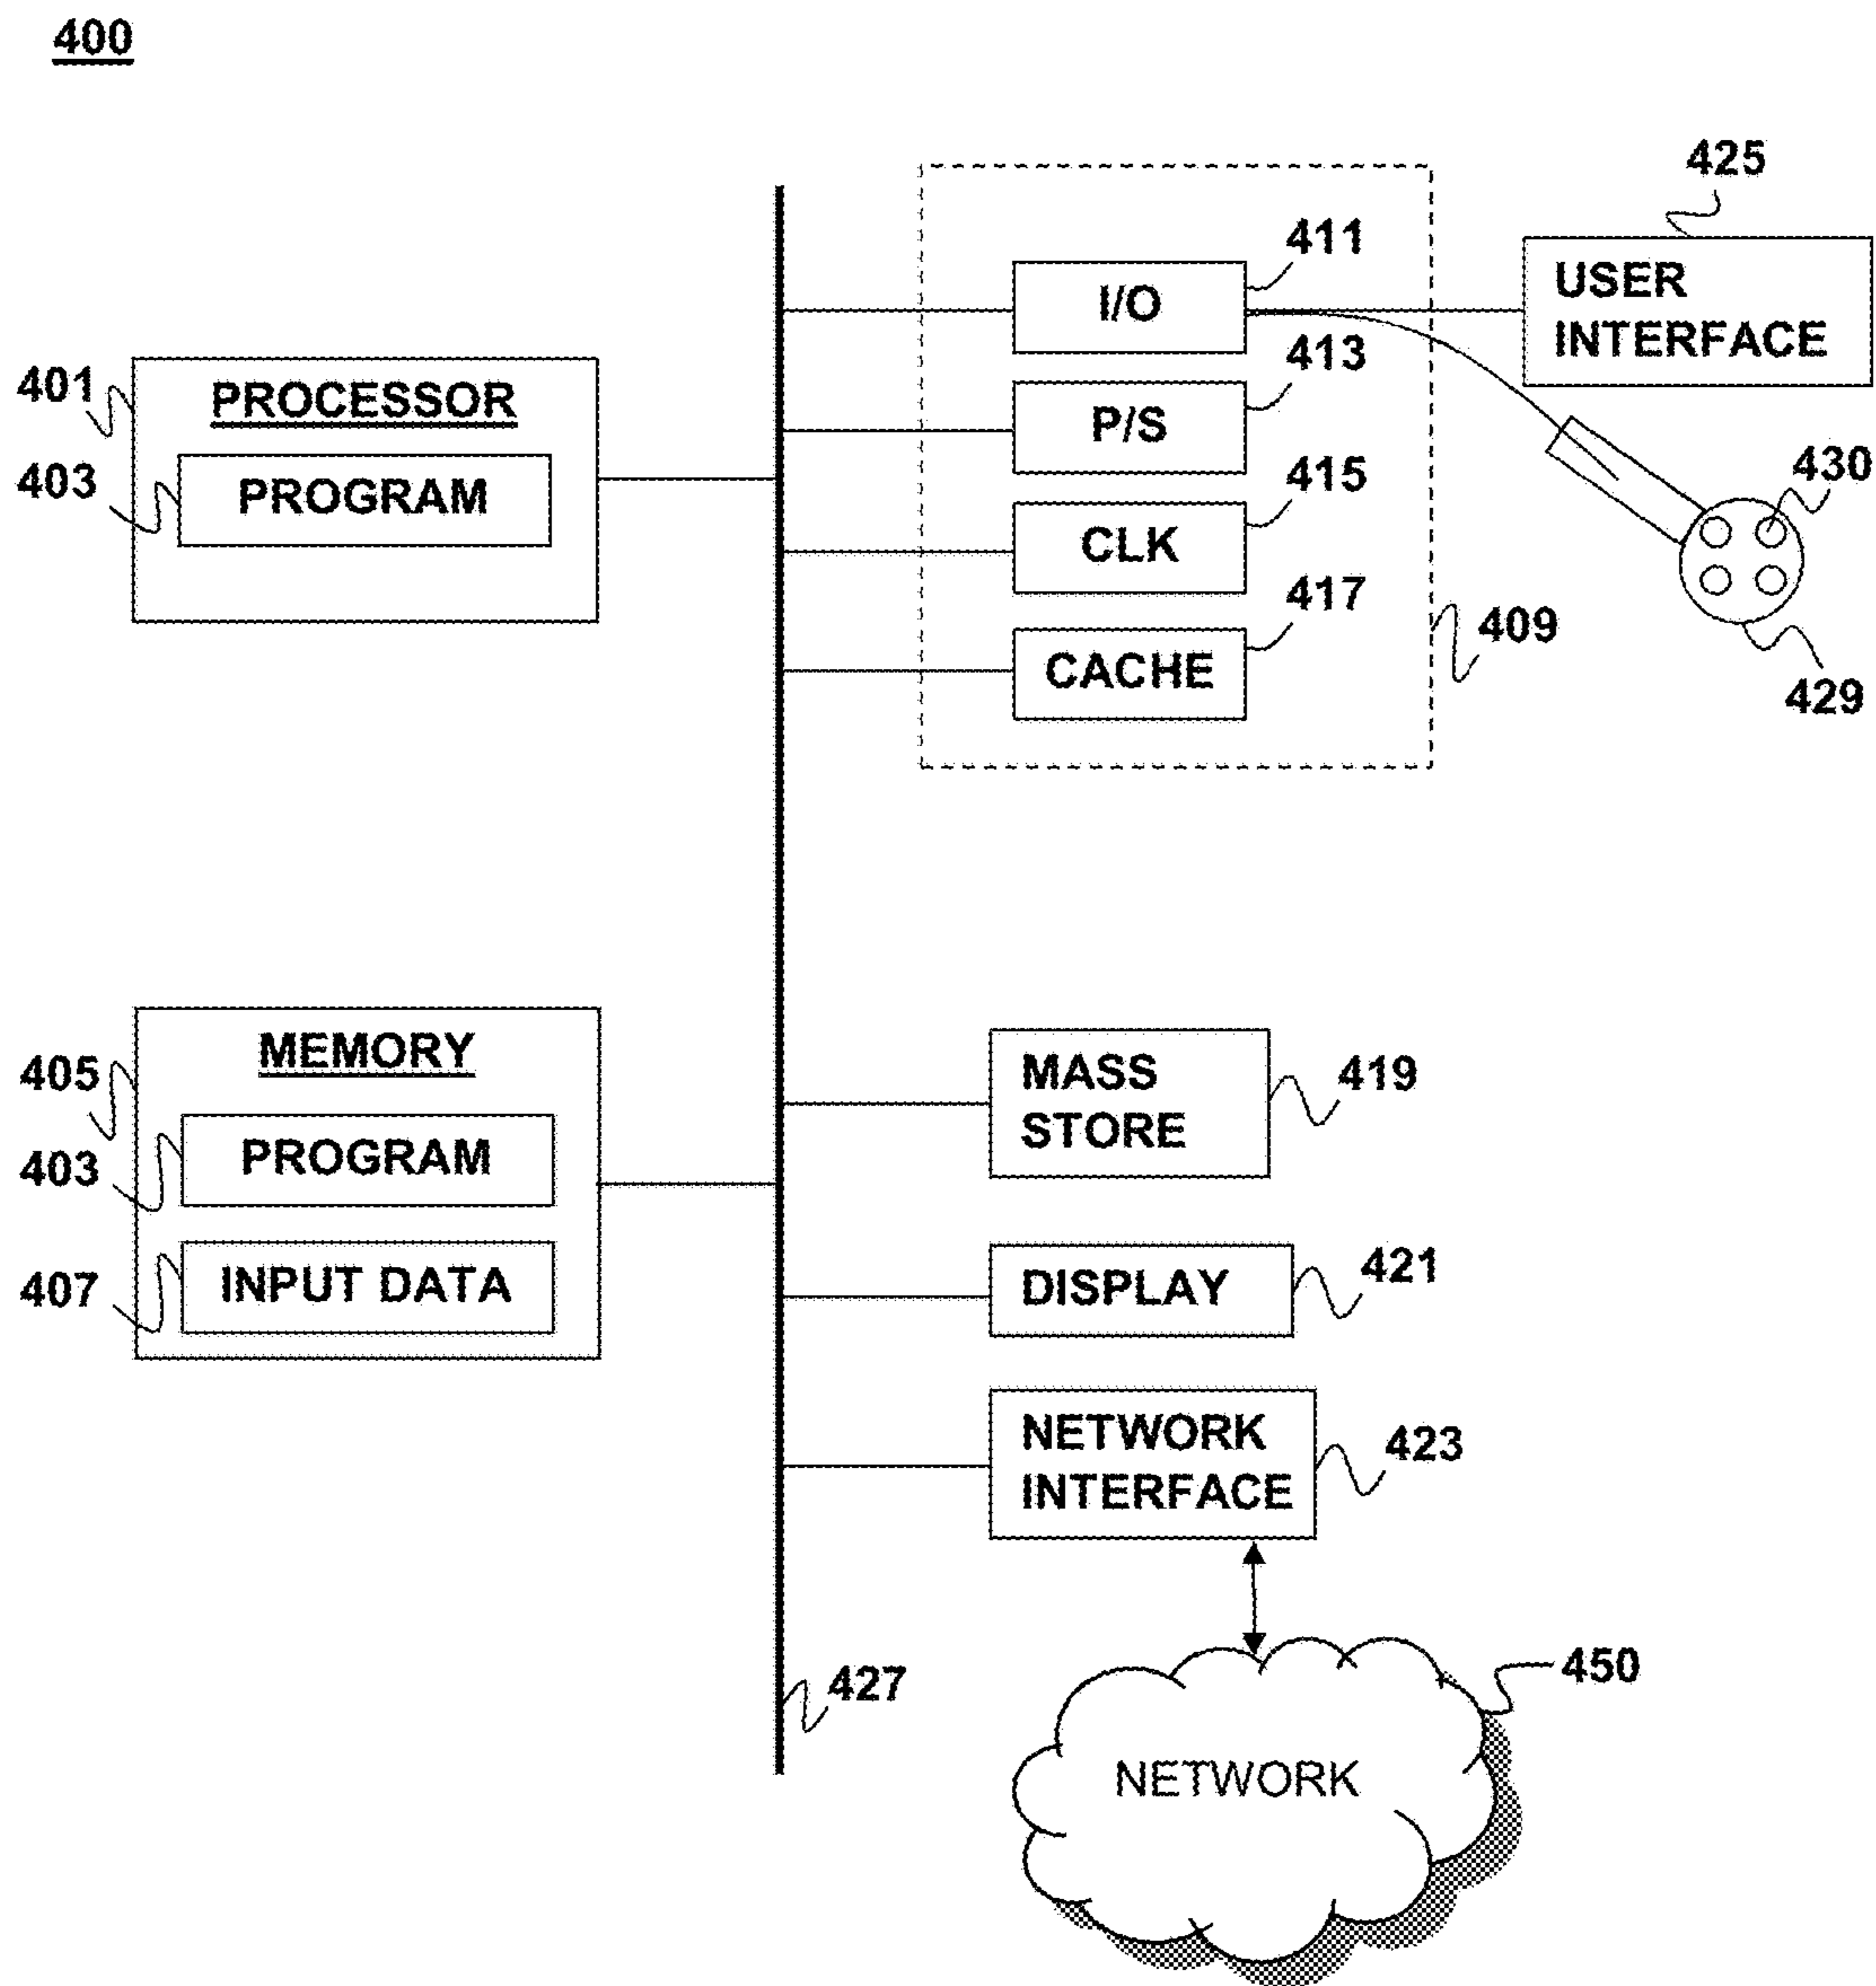 400
425
411
I/O
USER
INTERFACE
413
401
PROCESSOR
P/S
403
PROGRAM
430
415
CLK
417
409
CACHE
429
MEMORY
405
MASS
STORE
419
403
PROGRAM
407
INPUT DATA
DISPLAY
421
NETWORK
INTERFACE
423
427
450
NETWORK